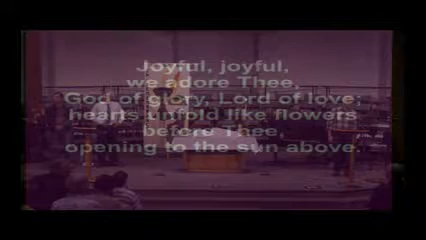 Joyful, joyful,
we adore Thee,
God of glory, Lord of love;
hearts unfold like flowers
before Thee,
opening to the sun above.